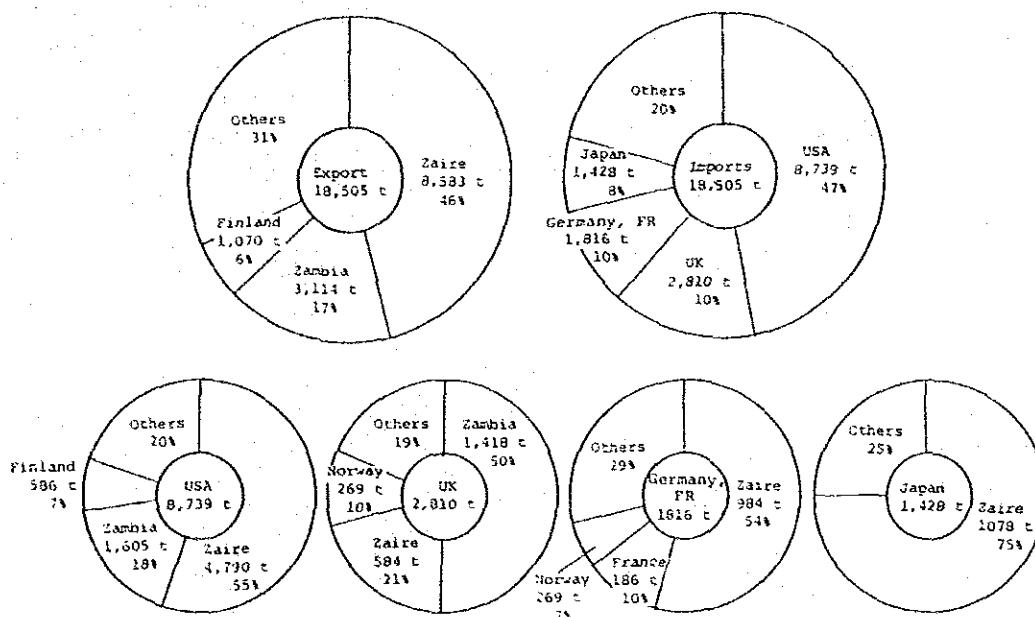 Others
31%
Export
18,505 t
Zaire
8,583 t
46%
Finland
1,070 t
6%
Zambia
3,114 t
17%
Others
20%
Japan
1,428 t
8%
Imports
18,505 t
USA
8,739 t
47%
Germany, FR
1,816 t
10%
UK
2,810 t
10%
Others
20%
Finland
586 t
7%
USA
8,739 t
Zambia
1,605 t
18%
Zaire
4,790 t
55%
Others
19%
Zambia
1,418 t
50%
Norway
269 t
10%
UK
2,810 t
Zaire
584 t
21%
Others
29%
Germany,
FR
1816 t
Zaire
984 t
54%
Norway
269 t
7%
France
186 t
10%
Others
25%
Japan
1,428 t
Zaire
1078 t
75%